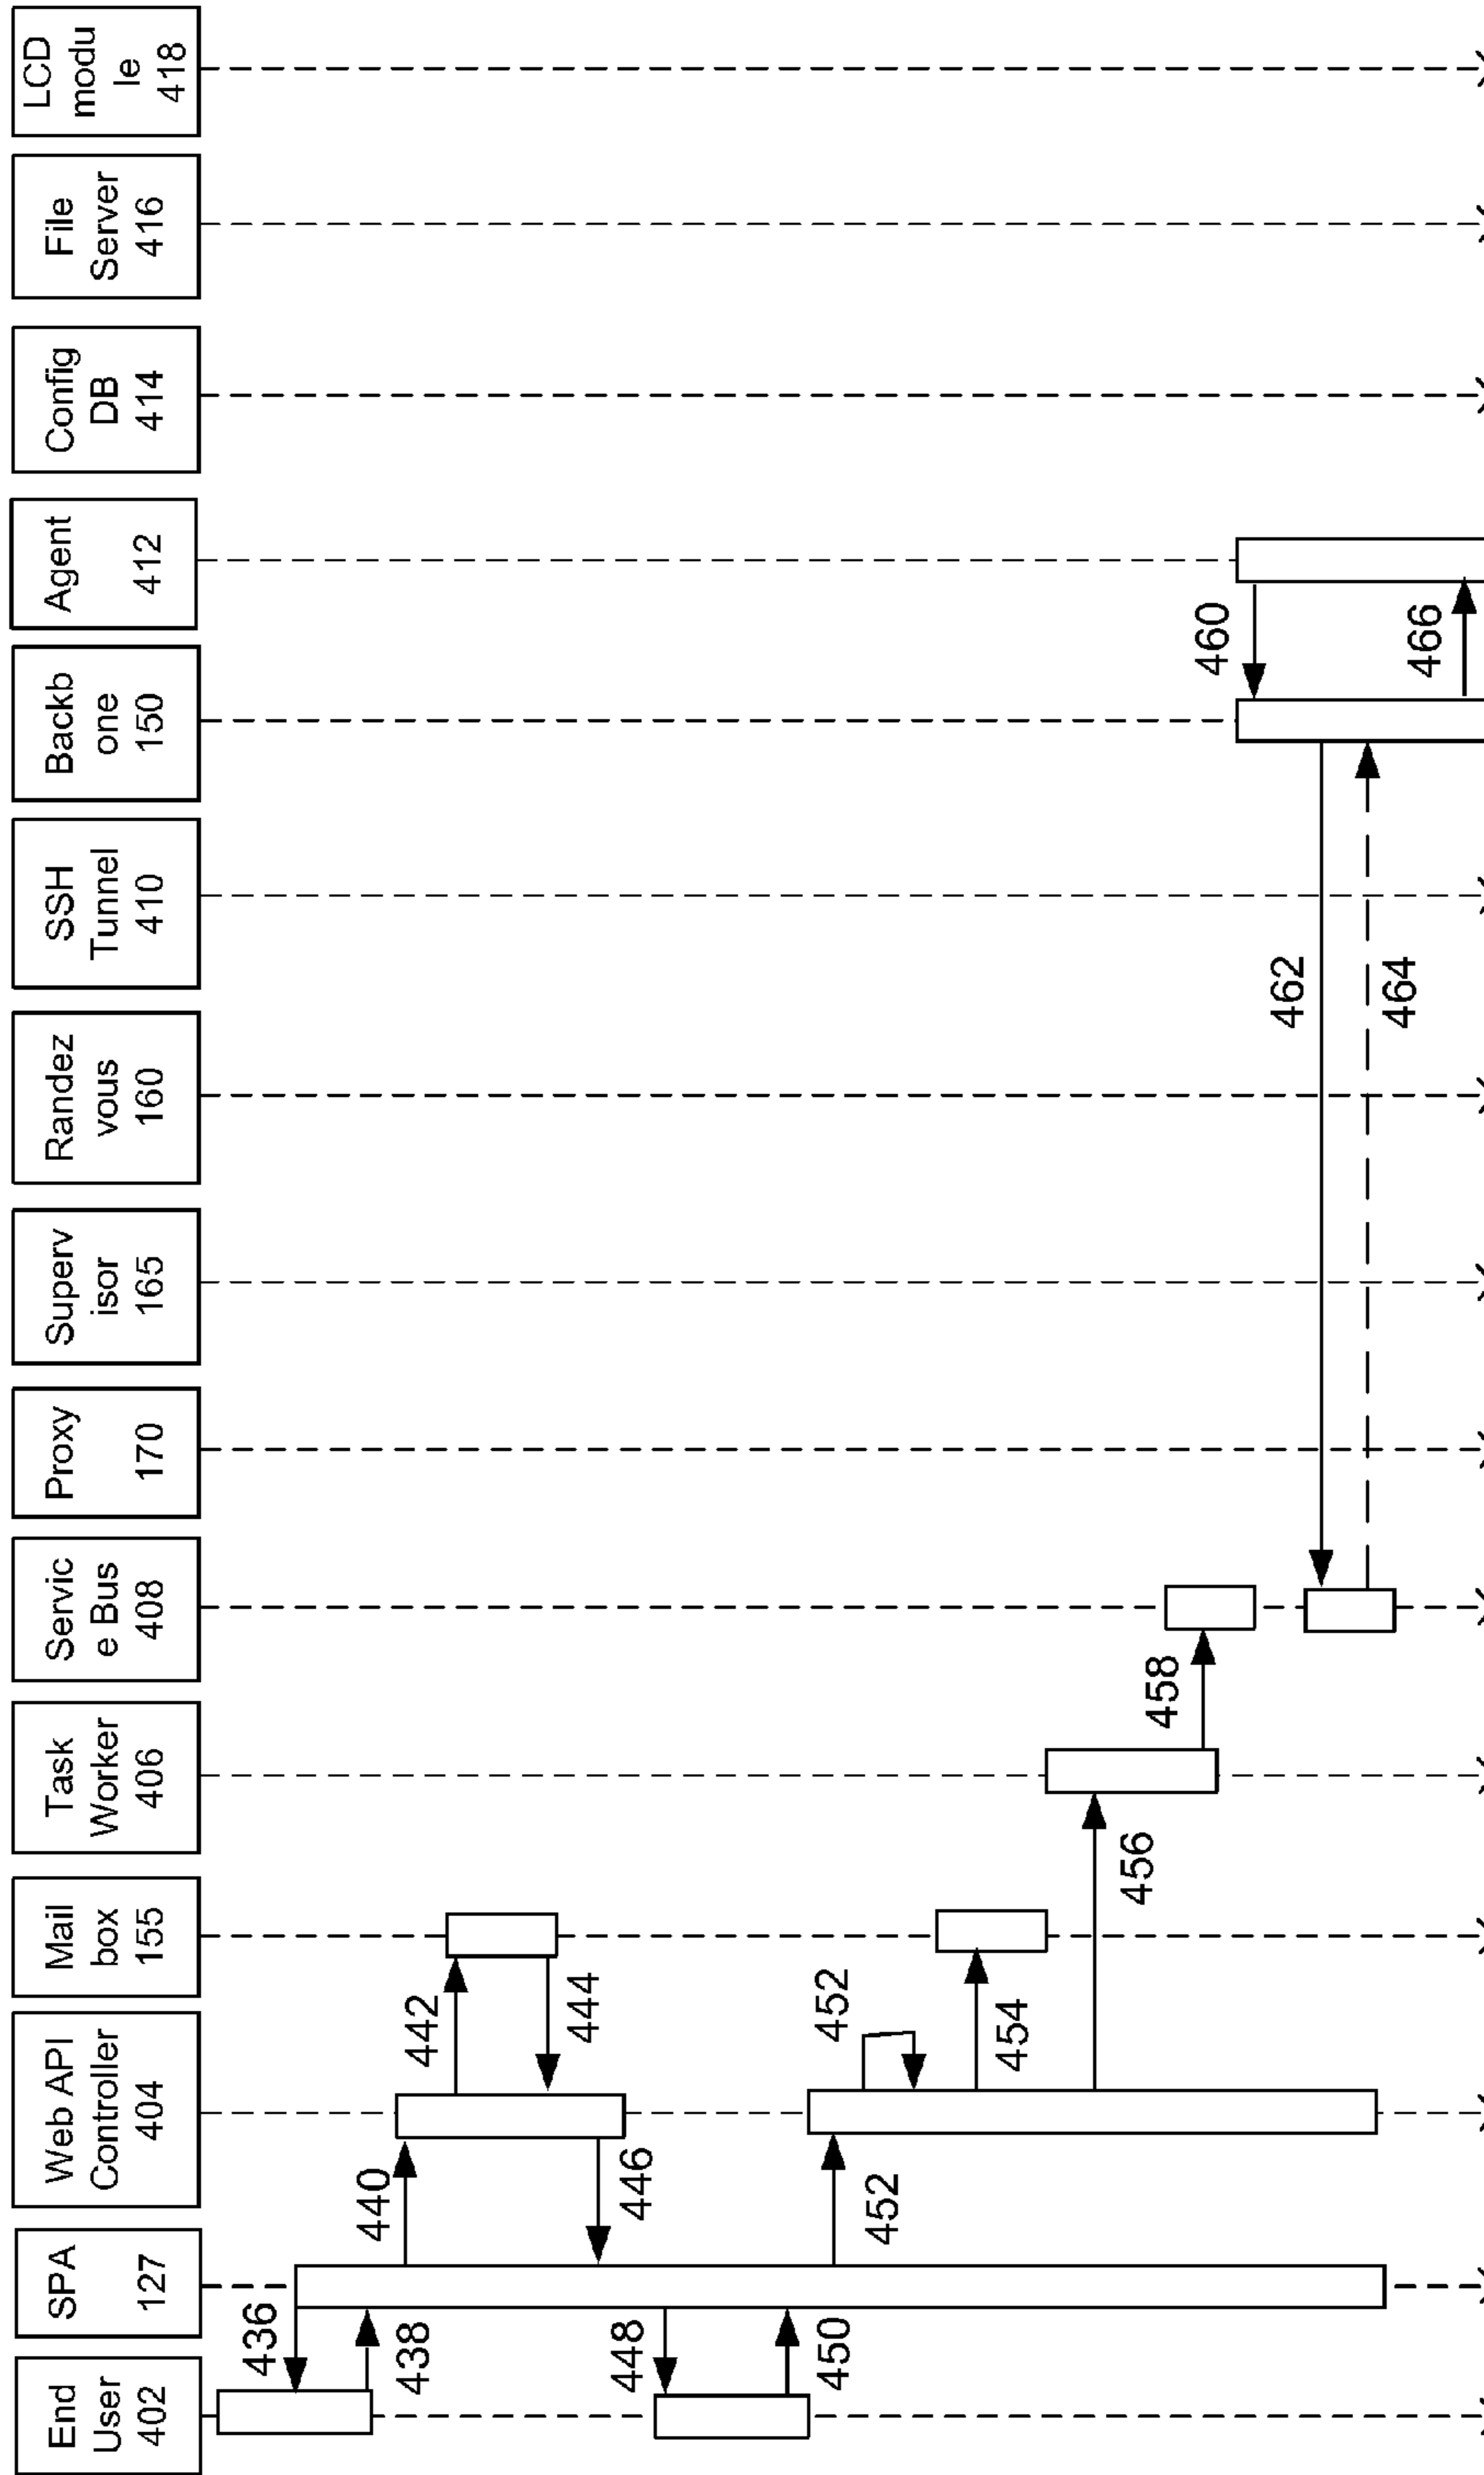 End
User
402
SPA
127
Web API
Controller
404
Mail
box
155
Task
Worker
406
Servic
e Bus
408
Proxy
170
Superv
isor
165
Randez
vous
160
SSH
Tunnel
410
Backb
one
150
Agent
412
Config
DB
414
File
Server
416
LCD
modu
le
418
436
438
440
442
444
446
448
450
452
452
454
456
458
460
462
464
466